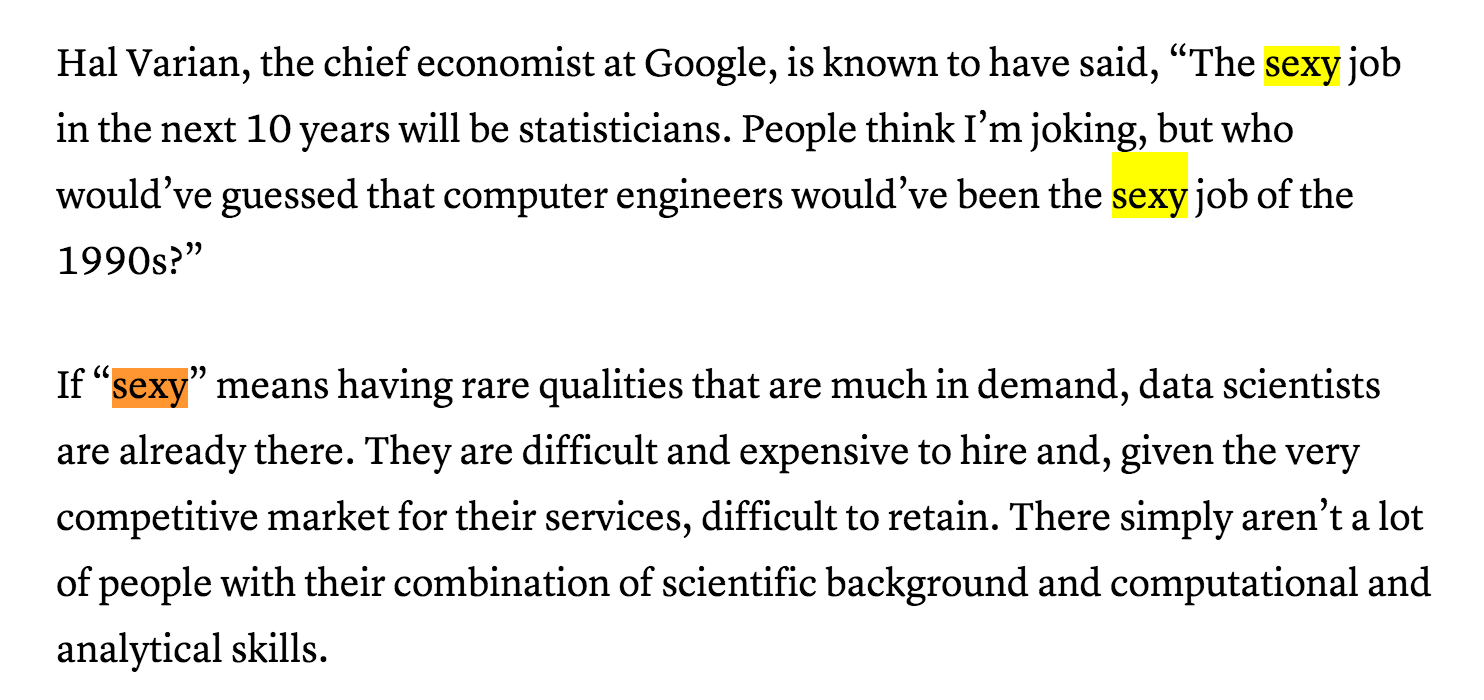 Hal Varian, the chief economist at Google, is known to have said, “The sexy job
in the next 10 years will be statisticians. People think I’m joking, but who
would’ve guessed that computer engineers would’ve been the sexy job of the
1990s?”
If “sexy” means having rare qualities that are much in demand, data scientists
are already there. They are difficult and expensive to hire and, given the very
competitive market for their services, difficult to retain. There simply aren’t a lot
of people with their combination of scientific background and computational and
analytical skills.